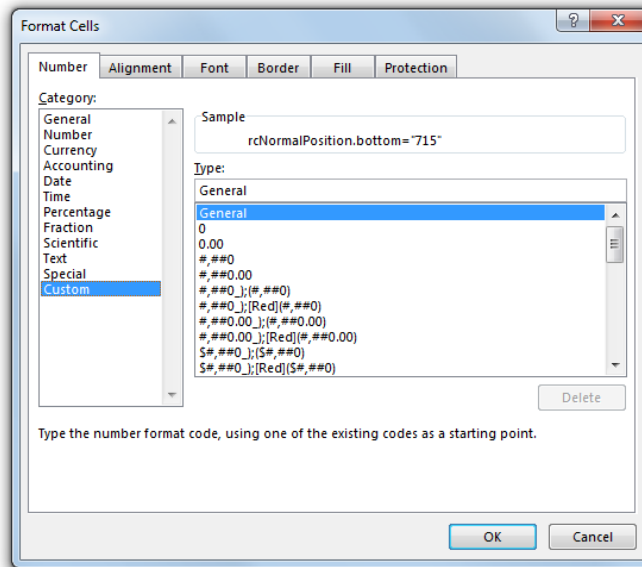 Format Cells
?
Number Alignment Font Border Fill Protection
Category:
General
Number
Currency
Accounting
Date
Time
Percentage
Fraction
Scientific
Text
Special
Custom
Sample
rcNormalPosition.bottom="715"
Type:
General
General
0
0.00
#,##0
#,##0.00
#,##0_);(#,##0)
#,##0_);[Red](#,##0)
#,##0.00_);(#,##0.00)
#,##0.00_);[Red](#,##0.00)
$#,##0_);($#,##0)
$#,##0_);[Red]($#,##0)
Delete
Type the number format code, using one of the existing codes as a starting point.
OK Cancel